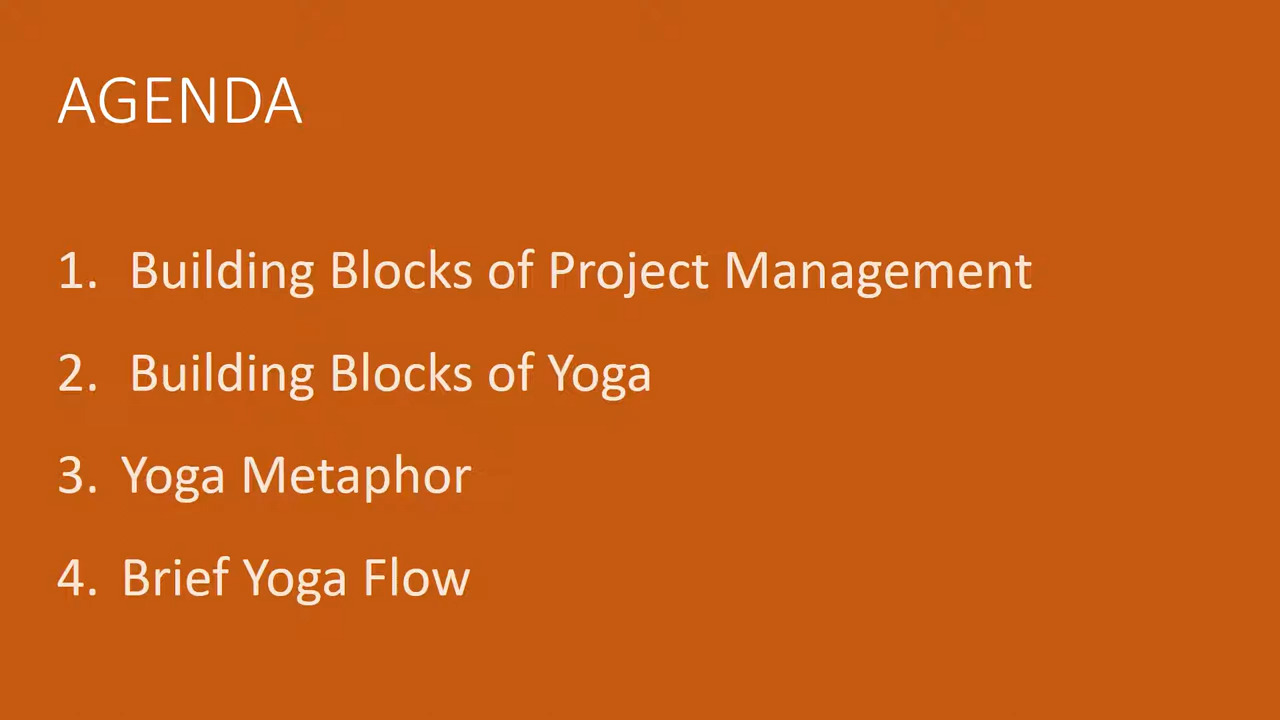 AGENDA
1. Building Blocks of Project Management
2. Building Blocks of Yoga
3. Yoga Metaphor
4. Brief Yoga Flow